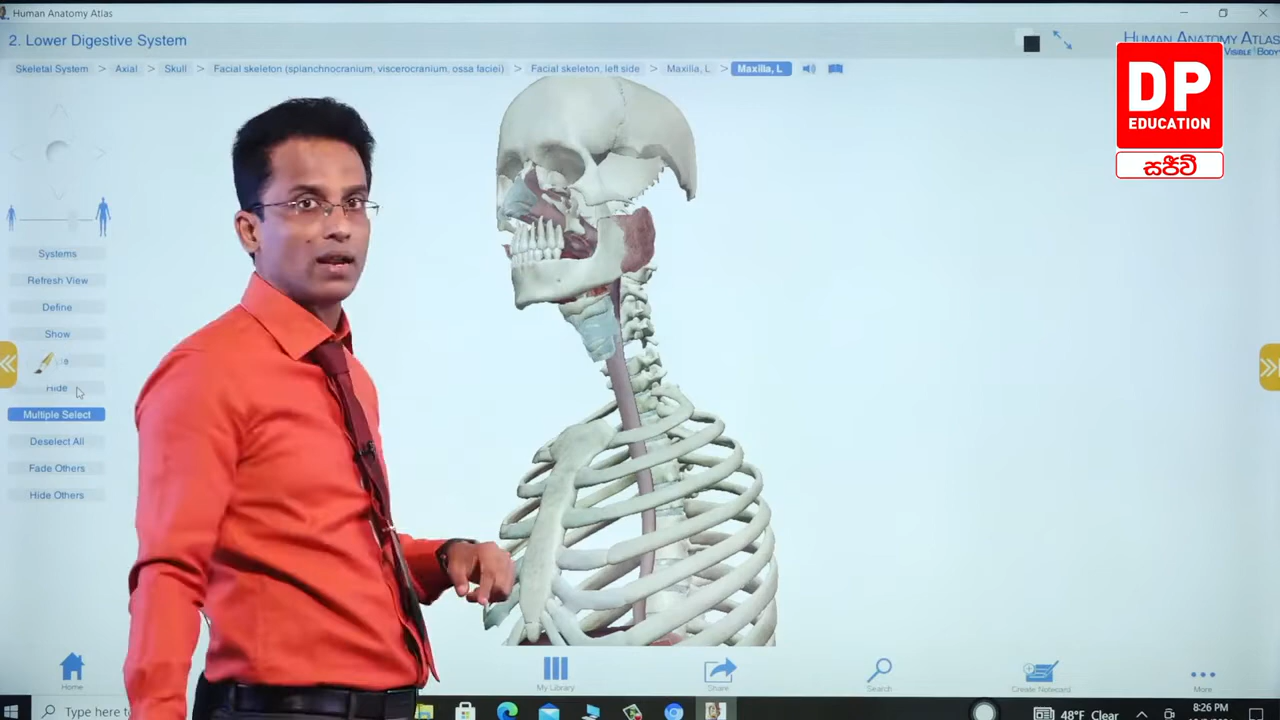 Human Anatomy Atlas
2. Lower Digestive System
HUMAN ANATOMY ATLAS
VISIBLE BODY
Skeletal System > Axial > Skull > Facial skeleton (splanchnocranium, viscerocranium, ossa faciei) > Facial skeleton, left side > Maxilla, L > Maxilla, L
DP
EDUCATION
සජීවී
Systems
Refresh View
Define
Show
Hide
Multiple Select
Deselect All
Fade Others
Hide Others
Home
My Library
Share
Search
Create Notecard
More
Type here to
48°F Clear
8:26 PM